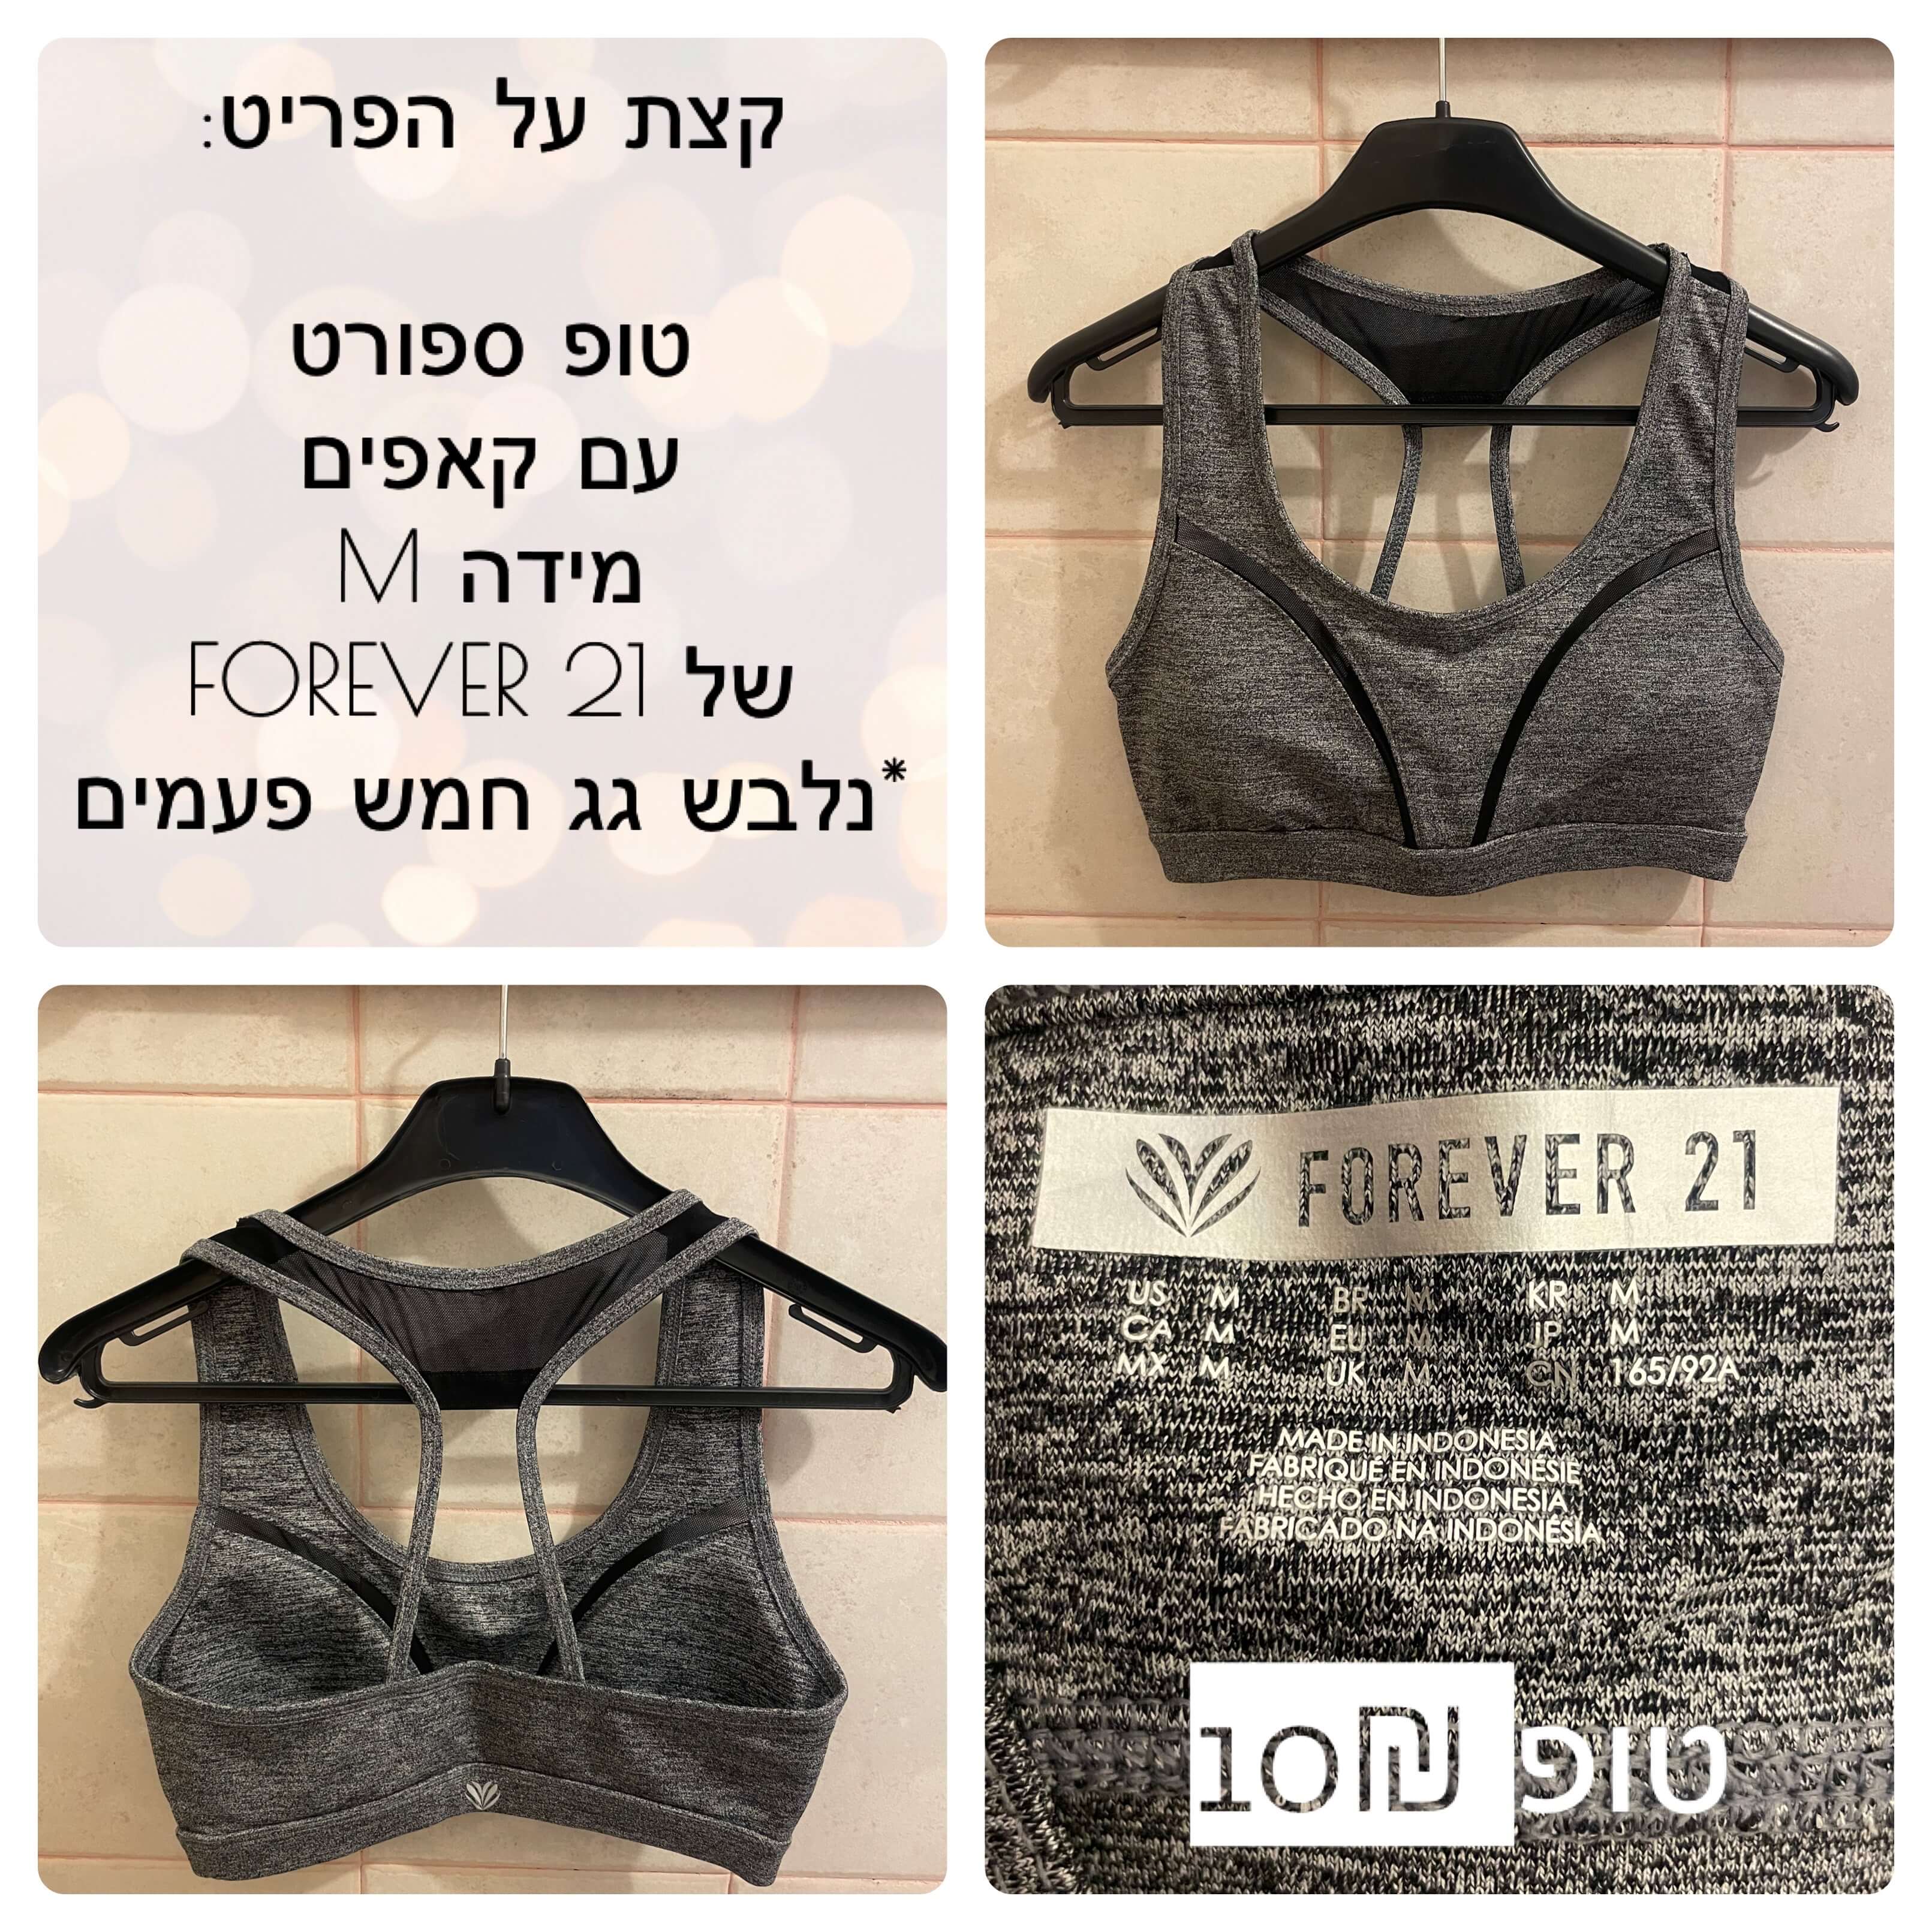 קצת על הפריט:
טופ ספורט
עם קאפים
מידה M
של FOREVER 21
*נלבש גג חמש פעמים
FOREVER 21
US M BR M KR M
CA M EU M JP M
MX M UK M CN 165/92A
MADE IN INDONESIA
FABRIQUÉ EN INDONÉSIE
HECHO EN INDONESIA
FABRICADO NA INDONÉSIA
טופ 10₪